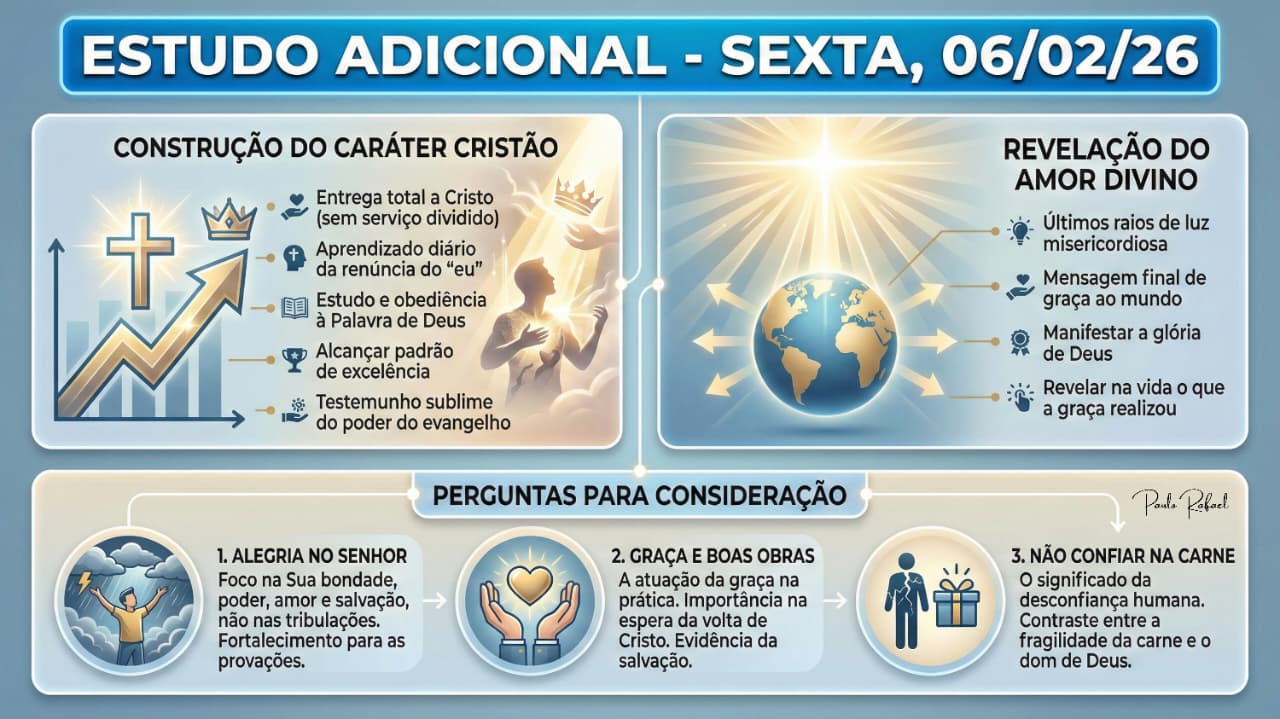 ESTUDO ADICIONAL - SEXTA, 06/02/26
CONSTRUÇÃO DO CARÁTER CRISTÃO
Entrega total a Cristo
(sem serviço dividido)
Aprendizado diário
da renúncia do “eu”
Estudo e obediência
à Palavra de Deus
Alcançar padrão
de excelência
Testemunho sublime
do poder do evangelho
REVELAÇÃO DO
AMOR DIVINO
Últimos raios de luz
misericordiosa
Mensagem final de
graça ao mundo
Manifestar a glória
de Deus
Revelar na vida o que
a graça realizou
PERGUNTAS PARA CONSIDERAÇÃO
Paulo Rafael
1. ALEGRIA NO SENHOR
Foco na Sua bondade,
poder, amor e salvação,
não nas tribulações.
Fortalecimento para as
provações.
2. GRAÇA E BOAS OBRAS
A atuação da graça na
prática. Importância na
espera da volta de
Cristo. Evidência da
salvação.
3. NÃO CONFIAR NA CARNE
O significado da
desconfiança humana.
Contraste entre a
fragilidade da carne e o
dom de Deus.